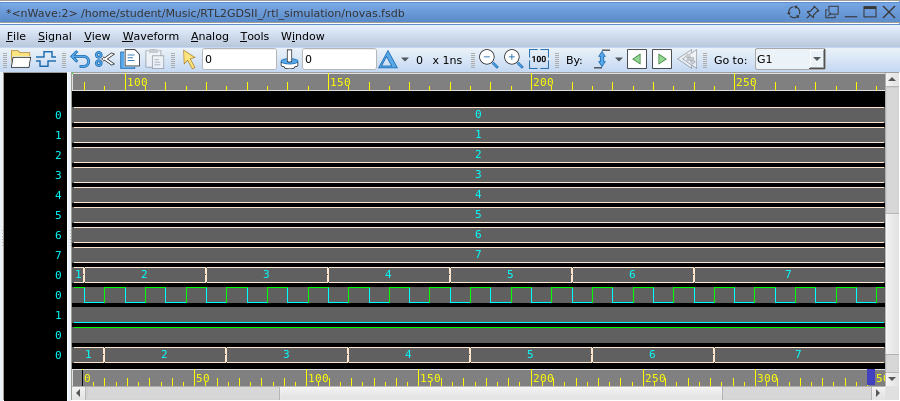 *<nWave:2> /home/student/Music/RTL2GDSII_/rtl_simulation/novas.fsdb
File Signal View Waveform Analog Tools Window
0 0 0 x 1ns 100 By: Go to: G1
100 150 200 250
0 0
1 1
2 2
3 3
4 4
5 5
6 6
7 7
0 1 2 3 4 5 6 7
0
1
0
0 1 2 3 4 5 6 7
0 50 100 150 200 250 300